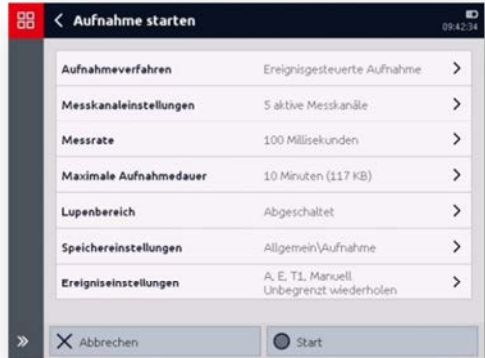 Aufnahme starten
09:42:34
Aufnahmeverfahren Ereignisgesteuerte Aufnahme
Messkanaleinstellungen 5 aktive Messkanäle
Messrate 100 Millisekunden
Maximale Aufnahmedauer 10 Minuten (117 KB)
Lupenbereich Abgeschaltet
Speichereinstellungen Allgemein\Aufnahme
Ereigniseinstellungen A, E, T1, Manuell
Unbegrenzt wiederholen
Abbrechen Start